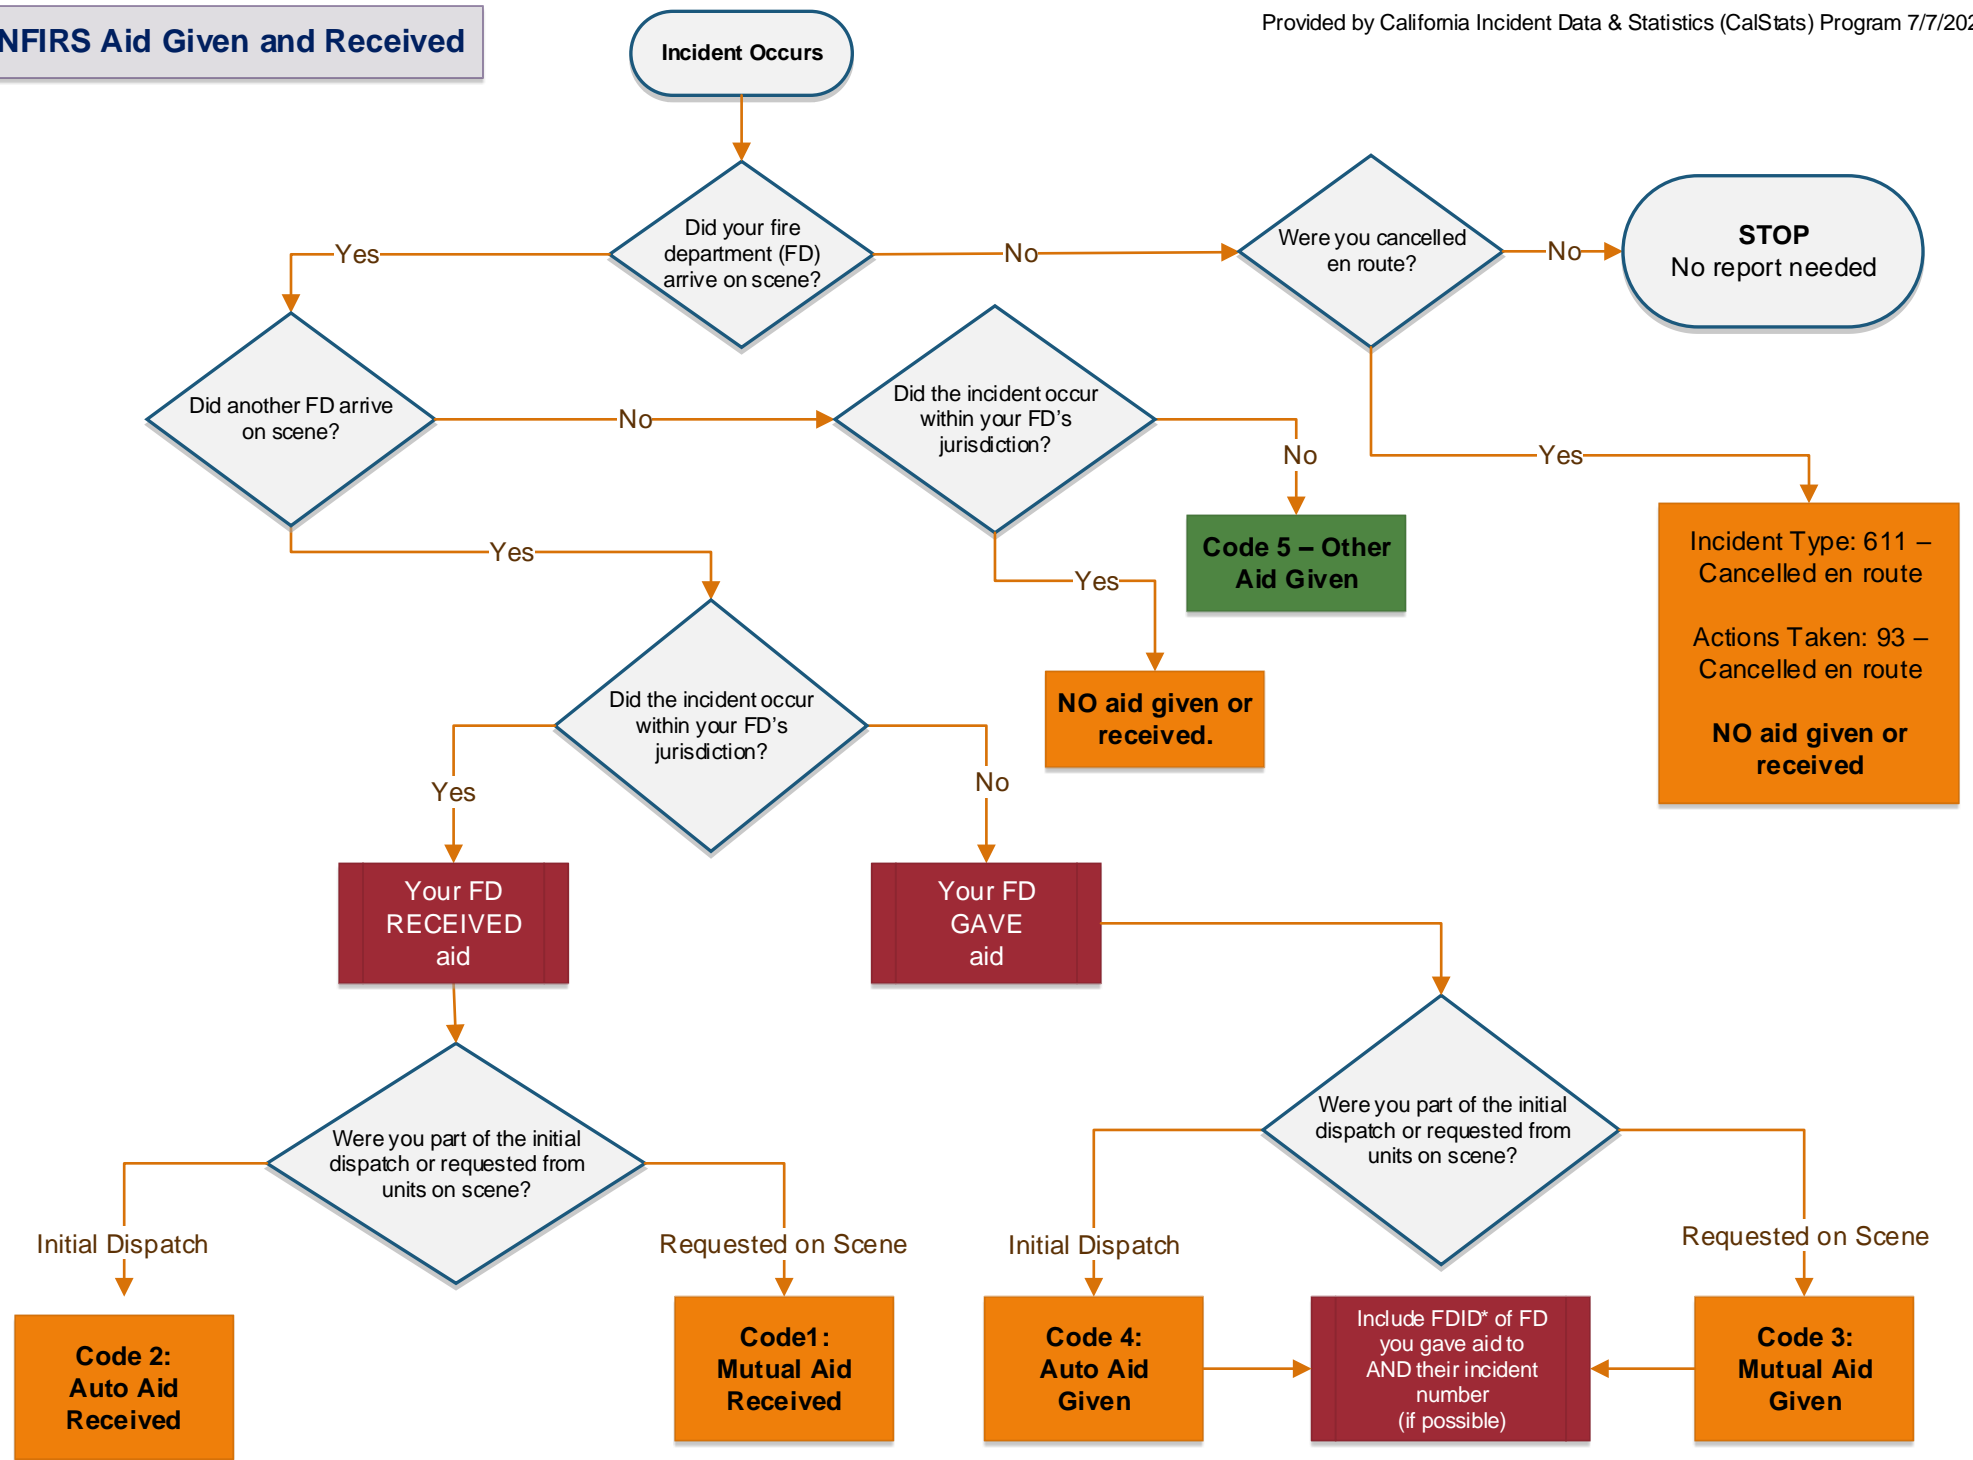 NFIRS Aid Given and Received
Provided by California Incident Data & Statistics (CalStats) Program 7/7/202
Incident Occurs
Did your fire
department (FD)
arrive on scene?
Yes
No
Were you cancelled
en route?
No
STOP
No report needed
Did another FD arrive
on scene?
No
Did the incident occur
within your FD's
jurisdiction?
No
Yes
Code 5 – Other
Aid Given
Yes
Yes
NO aid given or
received.
Incident Type: 611 –
Cancelled en route
Actions Taken: 93 –
Cancelled en route
NO aid given or
received
Did the incident occur
within your FD's
jurisdiction?
Yes
No
Your FD
RECEIVED
aid
Your FD
GAVE
aid
Were you part of the initial
dispatch or requested from
units on scene?
Were you part of the initial
dispatch or requested from
units on scene?
Initial Dispatch
Requested on Scene
Initial Dispatch
Requested on Scene
Code 2:
Auto Aid
Received
Code1:
Mutual Aid
Received
Code 4:
Auto Aid
Given
Include FDID* of FD
you gave aid to
AND their incident
number
(if possible)
Code 3:
Mutual Aid
Given